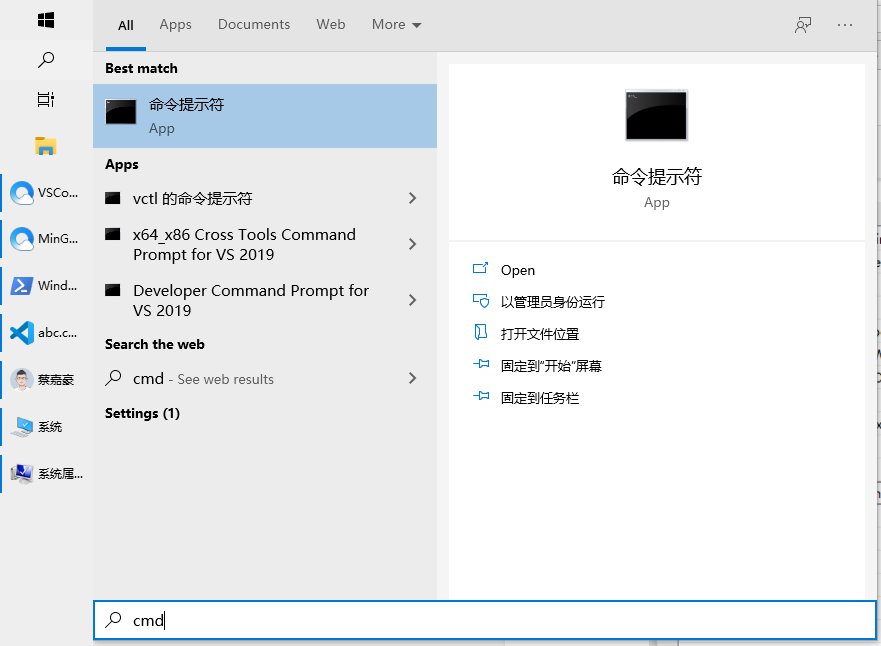 All
Apps
Documents
Web
More
Best match
命令提示符
App
Apps
vctl 的命令提示符
x64_x86 Cross Tools Command
Prompt for VS 2019
Developer Command Prompt for
VS 2019
Search the web
cmd - See web results
Settings (1)
命令提示符
App
Open
以管理员身份运行
打开文件位置
固定到"开始"屏幕
固定到任务栏
VSCo...
MinG...
Wind...
abc.c...
蔡嘉豪
系统
系统属...
cmd